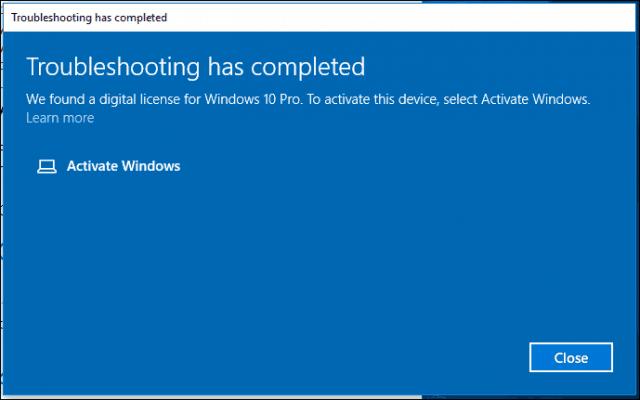 Troubleshooting has completed
Troubleshooting has completed
We found a digital license for Windows 10 Pro. To activate this device, select Activate Windows.
Learn more
Activate Windows
Close